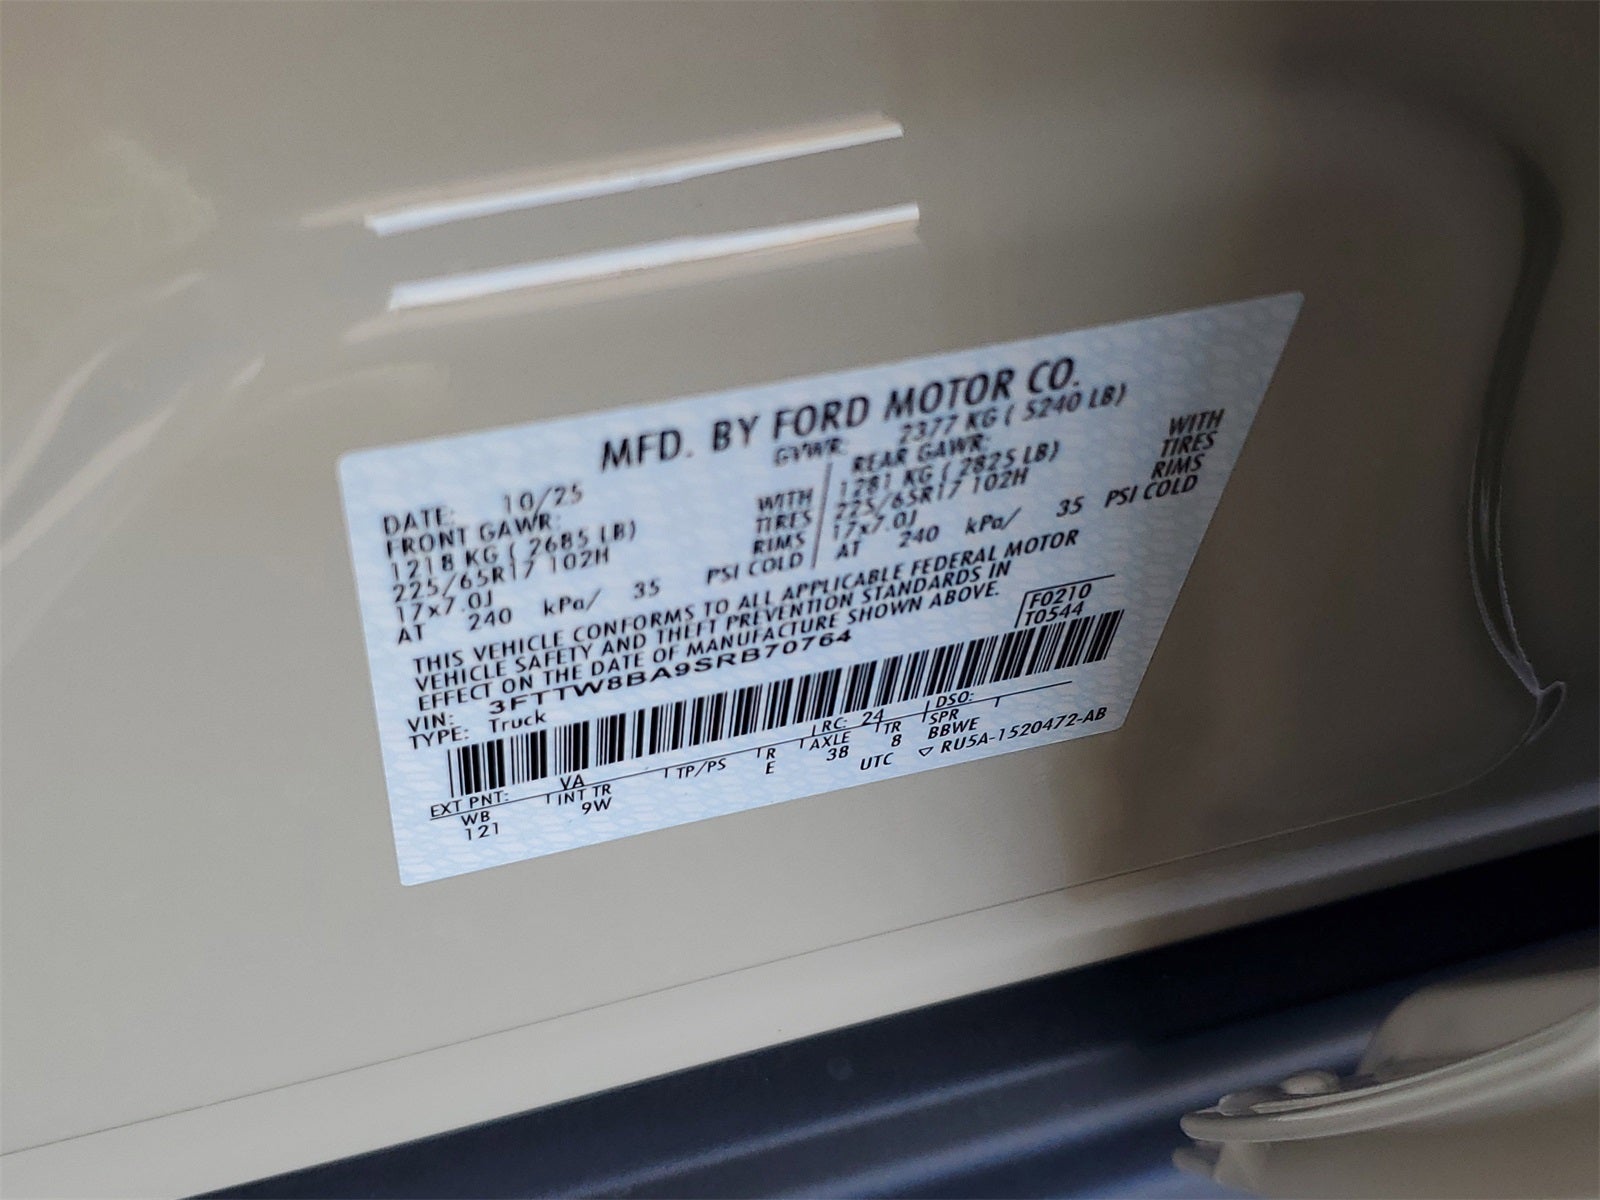 MFD. BY FORD MOTOR CO.
DATE: 10/25 GVWR: 2377 KG ( 5240 LB)
FRONT GAWR: REAR GAWR:
1218 KG ( 2685 LB) WITH 1281 KG ( 2825 LB) WITH
225/65R17 102H TIRES 225/65R17 102H TIRES
17x7.0J RIMS 17x7.0J RIMS
AT 240 kPa/ 35 PSI COLD AT 240 kPa/ 35 PSI COLD
THIS VEHICLE CONFORMS TO ALL APPLICABLE FEDERAL MOTOR
VEHICLE SAFETY AND THEFT PREVENTION STANDARDS IN
EFFECT ON THE DATE OF MANUFACTURE SHOWN ABOVE.
VIN: 3FTTW8BA9SRB70764 F0210
TYPE: Truck T0544
EXT PNT: VA RC: 24 DSO:
WB INT TR TP/PS R AXLE TR SPR
121 9W E 38 8 BBWE
UTC ▽ RU5A-1520472-AB